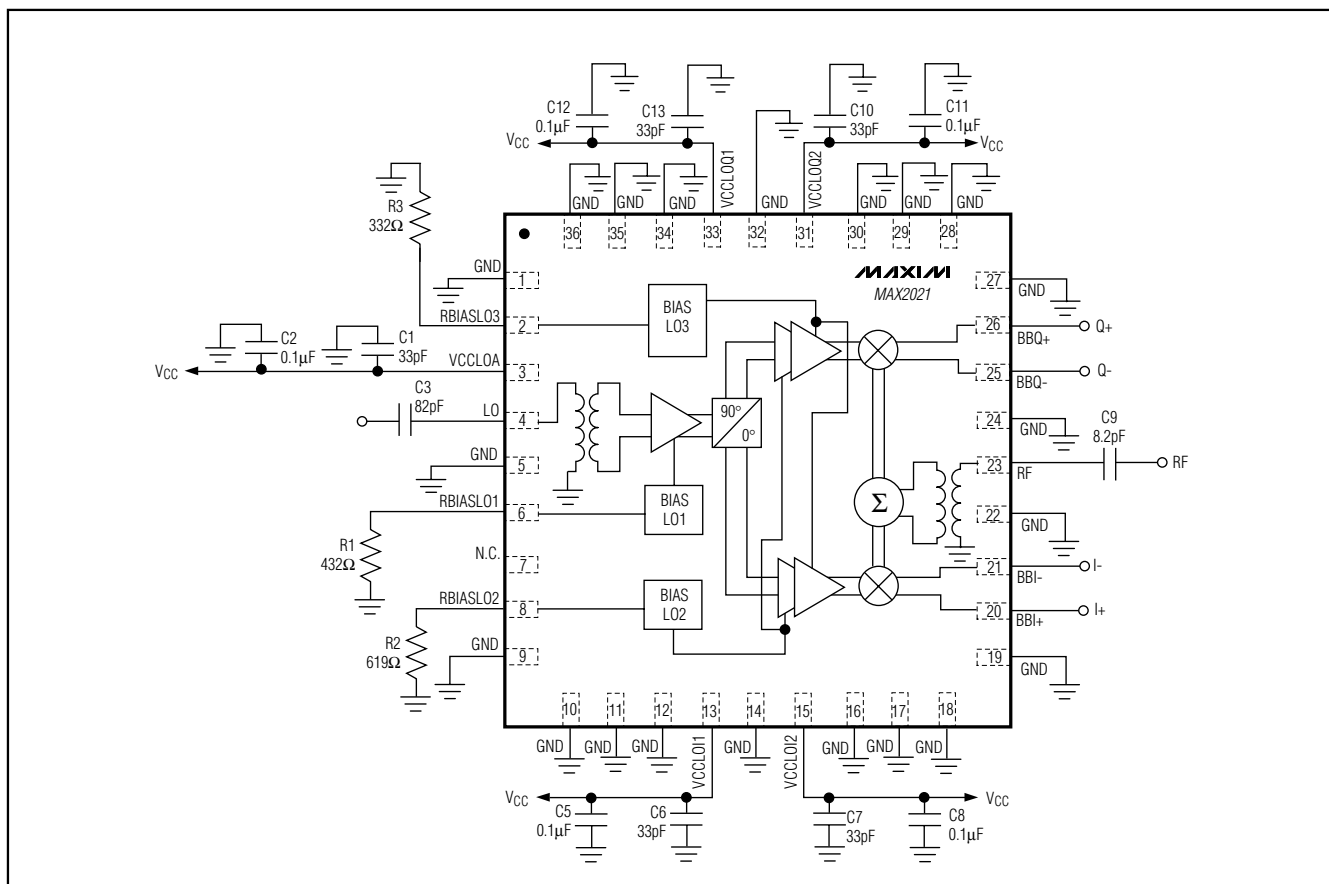 C12
0.1μF
C13
33pF
C10
33pF
C11
0.1μF
VCC
VCCLOQ1
VCCLOQ2
VCC
GND
GND
GND
GND
GND
GND
GND
36
35
34
33
32
31
30
29
28
R3
332Ω
MAXIM
MAX2021
GND
1
27
GND
RBIASLO3
2
BIAS
LO3
26
BBQ+
Q+
C2
0.1μF
C1
33pF
VCC
VCCLOA
3
25
BBQ-
Q-
C3
82pF
LO
4
90°
0°
24
GND
C9
8.2pF
GND
5
23
RF
RF
RBIASLO1
6
BIAS
LO1
Σ
22
GND
R1
432Ω
N.C.
7
21
BBI-
I-
RBIASLO2
8
BIAS
LO2
20
BBI+
I+
R2
619Ω
GND
9
19
GND
10
11
12
13
14
15
16
17
18
GND
GND
GND
VCCLOI1
GND
VCCLOI2
GND
GND
GND
VCC
C5
0.1μF
C6
33pF
C7
33pF
C8
0.1μF
VCC